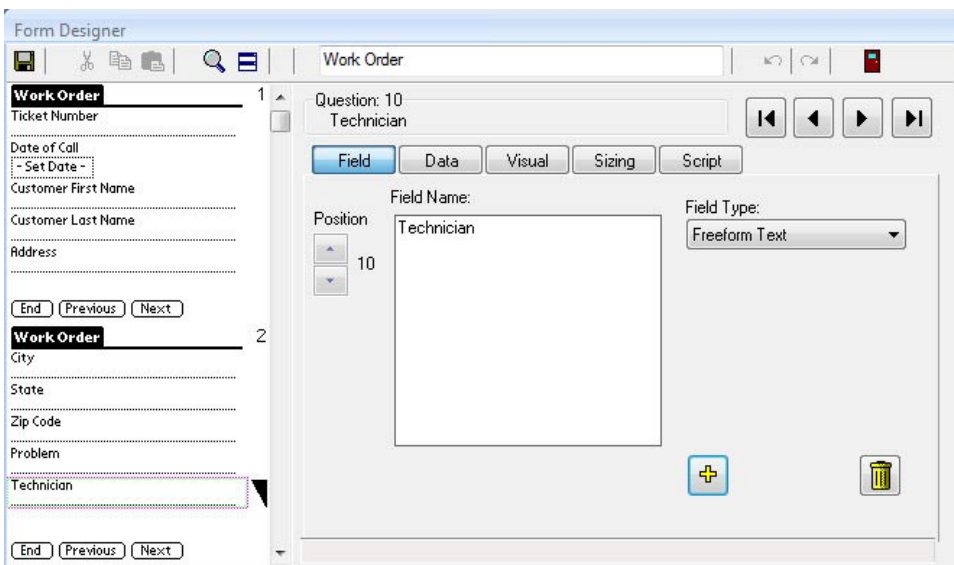 Form Designer
Work Order
Work Order 1
Ticket Number
Date of Call
- Set Date -
Customer First Name
Customer Last Name
Address
End Previous Next
Work Order 2
City
State
Zip Code
Problem
Technician
End Previous Next
Question: 10
Technician
Field Data Visual Sizing Script
Field Name:
Position
Technician
10
Field Type:
Freeform Text